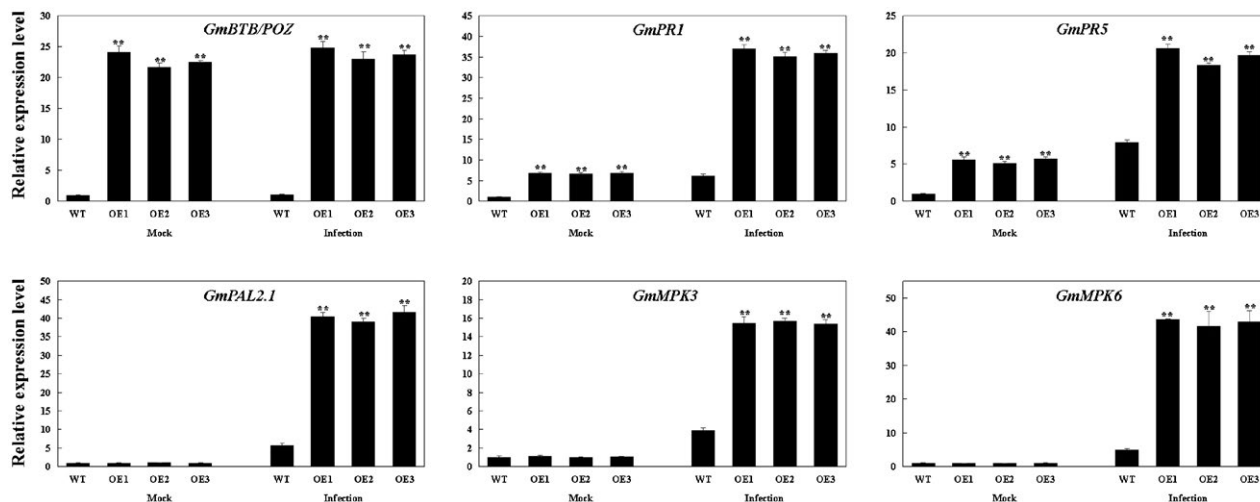 Relative expression level
GmBTB/POZ
30
25
20
15
10
5
0
** ** ** ** ** **
WT OE1 OE2 OE3 WT OE1 OE2 OE3
Mock Infection
GmPR1
45
40
35
30
25
20
15
10
5
0
** ** ** ** ** **
WT OE1 OE2 OE3 WT OE1 OE2 OE3
Mock Infection
GmPR5
25
20
15
10
5
0
** ** ** ** ** **
WT OE1 OE2 OE3 WT OE1 OE2 OE3
Mock Infection
Relative expression level
GmPAL2.1
50
45
40
35
30
25
20
15
10
5
0
** ** **
WT OE1 OE2 OE3 WT OE1 OE2 OE3
Mock Infection
GmMPK3
20
18
16
14
12
10
8
6
4
2
0
** ** **
WT OE1 OE2 OE3 WT OE1 OE2 OE3
Mock Infection
GmMPK6
50
40
30
20
10
0
** ** **
WT OE1 OE2 OE3 WT OE1 OE2 OE3
Mock Infection